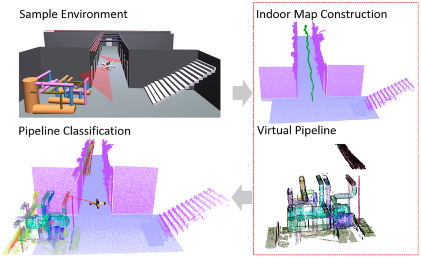 Sample Environment
Indoor Map Construction
Pipeline Classification
Virtual Pipeline